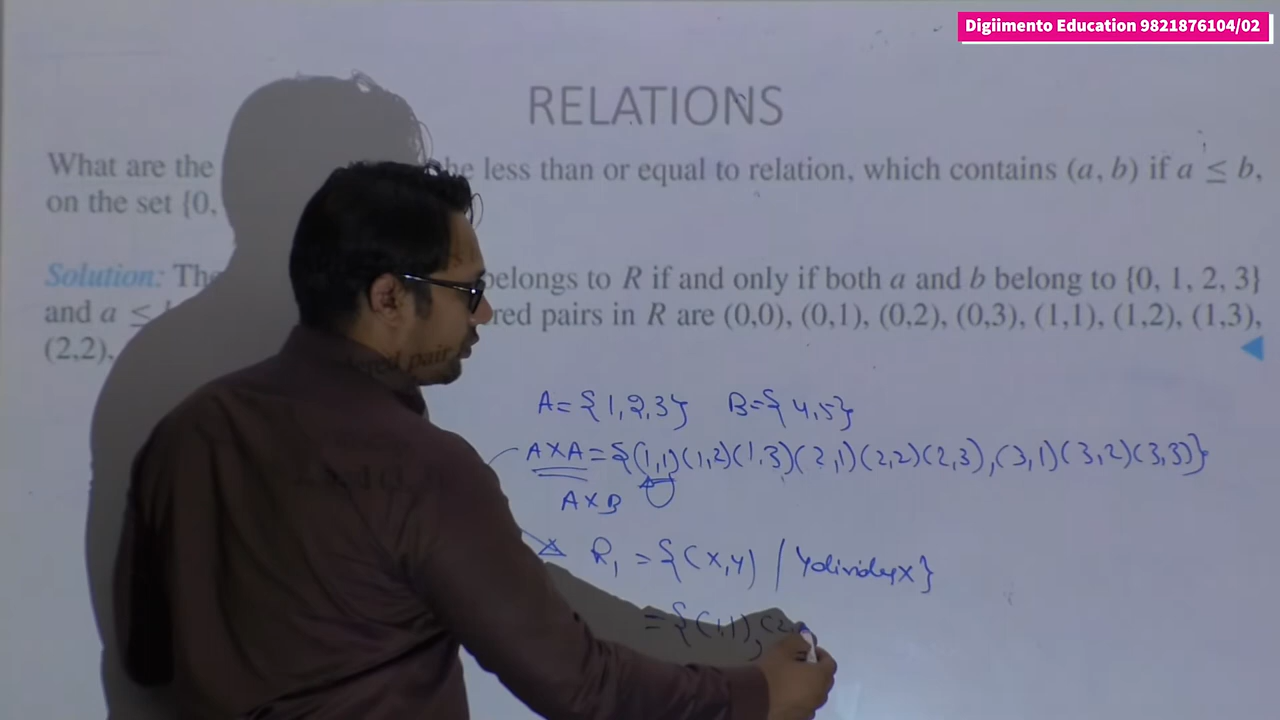 Digiimento Education 9821876104/02
RELATIONS
What are the he less than or equal to relation, which contains (a, b) if a ≤ b,
on the set {0,
Solution: The belongs to R if and only if both a and b belong to {0, 1, 2, 3}
and a ≤ red pairs in R are (0,0), (0,1), (0,2), (0,3), (1,1), (1,2), (1,3),
(2,2),
ordered pair
A = {1,2,3} B = {4,5}
A×A = {(1,1)(1,2)(1,3)(2,1)(2,2)(2,3),(3,1)(3,2)(3,3)}
A×B
R₁ = {(x,y) / y divides x}
= {(1,1),(2,